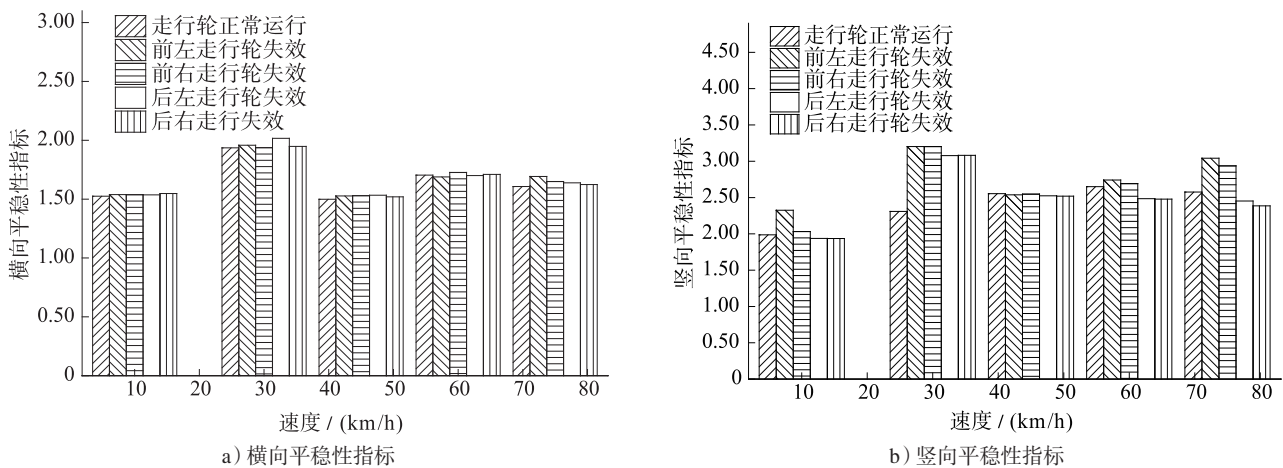 3.00
2.50
2.00
1.50
1.00
0.50
0
横向平稳性指标
走行轮正常运行
前左走行轮失效
前右走行轮失效
后左走行轮失效
后右走行失效
10 20 30 40 50 60 70 80
速度 / (km/h)
a) 横向平稳性指标
4.50
4.00
3.50
3.00
2.50
2.00
1.50
1.00
0.50
0
竖向平稳性指标
走行轮正常运行
前左走行轮失效
前右走行轮失效
后左走行轮失效
后右走行轮失效
10 20 30 40 50 60 70 80
速度 / (km/h)
b) 竖向平稳性指标